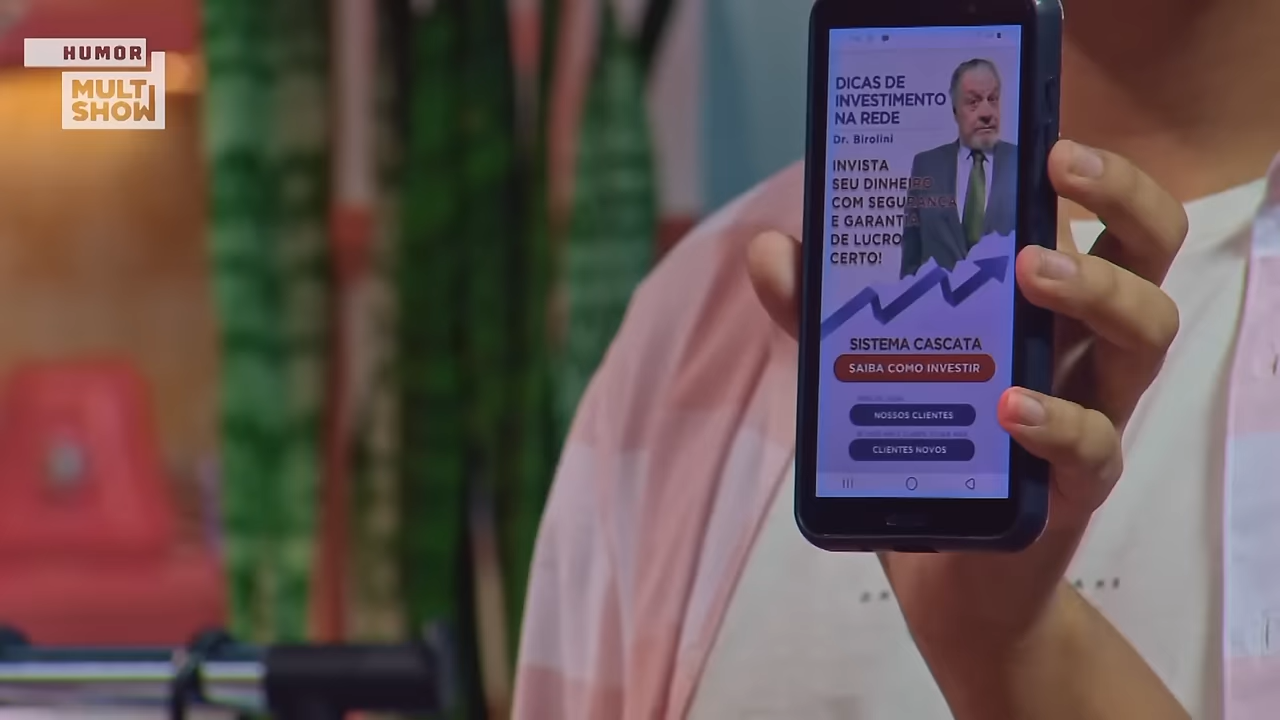 HUMOR
MULT
SHOW
DICAS DE
INVESTIMENTO
NA REDE
Dr. Birolini
INVISTA
SEU DINHEIRO
COM SEGURANÇA
E GARANTIA
DE LUCRO
CERTO!
SISTEMA CASCATA
SAIBA COMO INVESTIR
NOSSOS CLIENTES
CLIENTES NOVOS